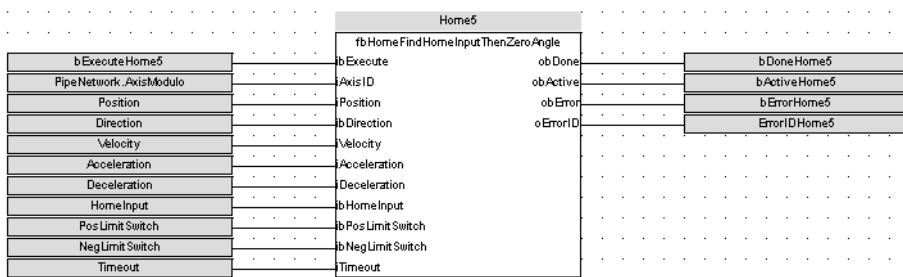 Home5
fbHomeFindHomeInputThenZeroAngle
bExecuteHome5 ibExecute obDone bDoneHome5
PipeNetwork.AxisModulo iAxisID obActive bActiveHome5
Position iPosition obError bErrorHome5
Direction ibDirection oErrorID ErrorIDHome5
Velocity iVelocity
Acceleration iAcceleration
Deceleration iDeceleration
HomeInput ibHomeInput
PosLimitSwitch ibPosLimitSwitch
NegLimitSwitch ibNegLimitSwitch
Timeout iTimeout